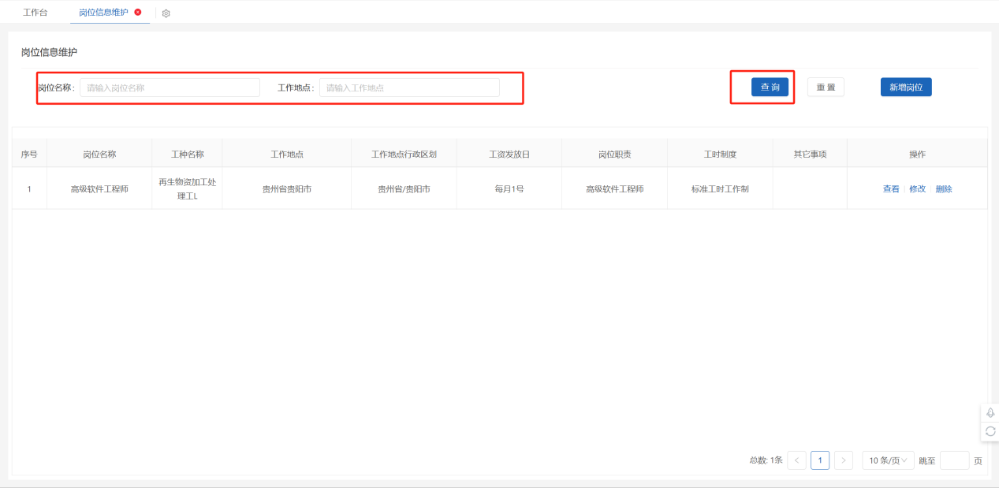 工作台 岗位信息维护
岗位信息维护
岗位名称： 请输入岗位名称 工作地点： 请输入工作地点 查 询 重 置 新增岗位
序号 岗位名称 工种名称 工作地点 工作地点行政区划 工资发放日 岗位职责 工时制度 其它事项 操作
1 高级软件工程师 再生物资加工处理工L 贵州省贵阳市 贵州省/贵阳市 每月1号 高级软件工程师 标准工时工作制 查看 修改 删除
总数: 1条 < 1 > 10 条/页 跳至 页